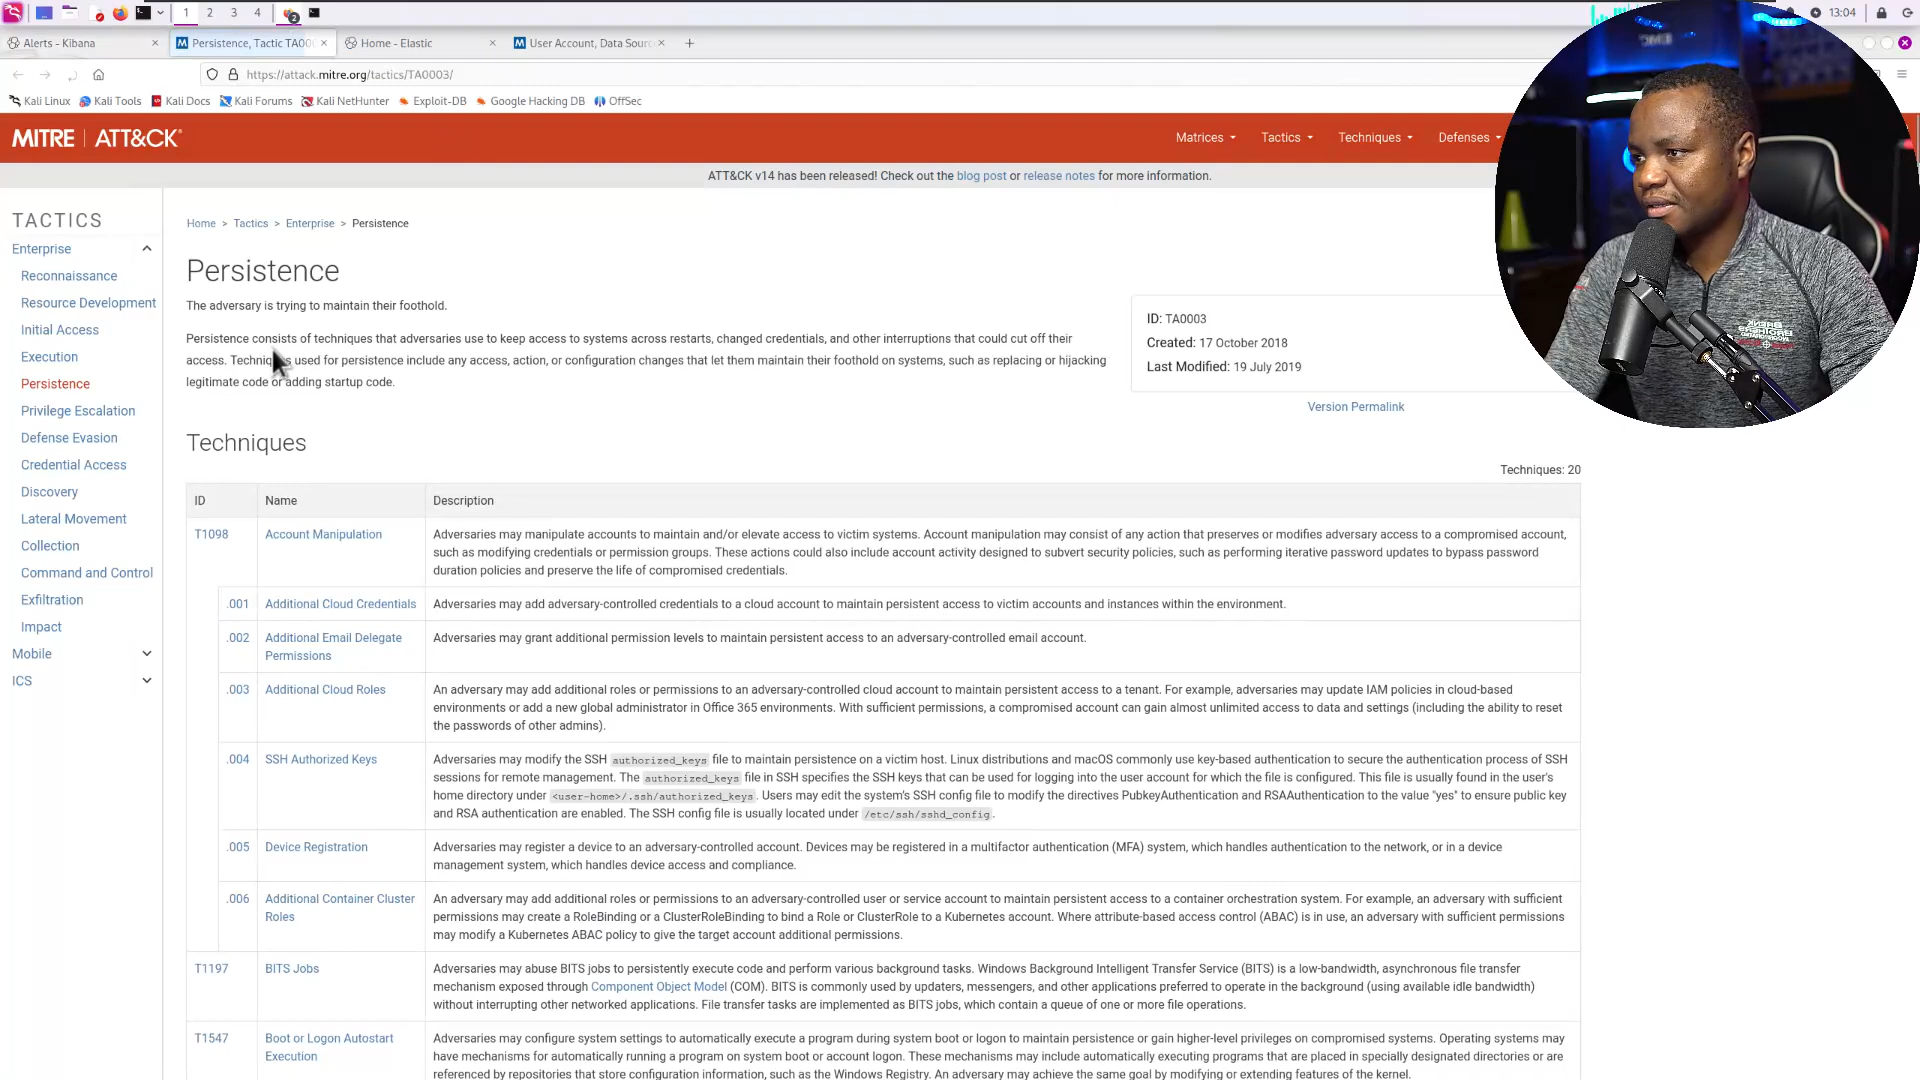 1 2 3 4 2
13:04
Alerts - Kibana
Persistence, Tactic TA00
Home - Elastic
User Account, Data Sourc
https://attack.mitre.org/tactics/TA0003/
Kali Linux Kali Tools Kali Docs Kali Forums Kali NetHunter Exploit-DB Google Hacking DB OffSec
MITRE | ATT&CK®
Matrices Tactics Techniques Defenses
ATT&CK v14 has been released! Check out the blog post or release notes for more information.
TACTICS
Enterprise
Reconnaissance
Resource Development
Initial Access
Execution
Persistence
Privilege Escalation
Defense Evasion
Credential Access
Discovery
Lateral Movement
Collection
Command and Control
Exfiltration
Impact
Mobile
ICS
Home > Tactics > Enterprise > Persistence
Persistence
The adversary is trying to maintain their foothold.
Persistence consists of techniques that adversaries use to keep access to systems across restarts, changed credentials, and other interruptions that could cut off their
access. Techniques used for persistence include any access, action, or configuration changes that let them maintain their foothold on systems, such as replacing or hijacking
legitimate code or adding startup code.
ID: TA0003
Created: 17 October 2018
Last Modified: 19 July 2019
Version Permalink
Techniques
Techniques: 20
ID Name Description
T1098 Account Manipulation Adversaries may manipulate accounts to maintain and/or elevate access to victim systems. Account manipulation may consist of any action that preserves or modifies adversary access to a compromised account,
such as modifying credentials or permission groups. These actions could also include account activity designed to subvert security policies, such as performing iterative password updates to bypass password
duration policies and preserve the life of compromised credentials.
.001 Additional Cloud Credentials Adversaries may add adversary-controlled credentials to a cloud account to maintain persistent access to victim accounts and instances within the environment.
.002 Additional Email Delegate Adversaries may grant additional permission levels to maintain persistent access to an adversary-controlled email account.
Permissions
.003 Additional Cloud Roles An adversary may add additional roles or permissions to an adversary-controlled cloud account to maintain persistent access to a tenant. For example, adversaries may update IAM policies in cloud-based
environments or add a new global administrator in Office 365 environments. With sufficient permissions, a compromised account can gain almost unlimited access to data and settings (including the ability to reset
the passwords of other admins).
.004 SSH Authorized Keys Adversaries may modify the SSH authorized_keys file to maintain persistence on a victim host. Linux distributions and macOS commonly use key-based authentication to secure the authentication process of SSH
sessions for remote management. The authorized_keys file in SSH specifies the SSH keys that can be used for logging into the user account for which the file is configured. This file is usually found in the user's
home directory under <user-home>/.ssh/authorized_keys. Users may edit the system's SSH config file to modify the directives PubkeyAuthentication and RSAAuthentication to the value "yes" to ensure public key
and RSA authentication are enabled. The SSH config file is usually located under /etc/ssh/sshd_config.
.005 Device Registration Adversaries may register a device to an adversary-controlled account. Devices may be registered in a multifactor authentication (MFA) system, which handles authentication to the network, or in a device
management system, which handles device access and compliance.
.006 Additional Container Cluster An adversary may add additional roles or permissions to an adversary-controlled user or service account to maintain persistent access to a container orchestration system. For example, an adversary with sufficient
Roles permissions may create a RoleBinding or a ClusterRoleBinding to bind a Role or ClusterRole to a Kubernetes account. Where attribute-based access control (ABAC) is in use, an adversary with sufficient permissions
may modify a Kubernetes ABAC policy to give the target account additional permissions.
T1197 BITS Jobs Adversaries may abuse BITS jobs to persistently execute code and perform various background tasks. Windows Background Intelligent Transfer Service (BITS) is a low-bandwidth, asynchronous file transfer
mechanism exposed through Component Object Model (COM). BITS is commonly used by updaters, messengers, and other applications preferred to operate in the background (using available idle bandwidth)
without interrupting other networked applications. File transfer tasks are implemented as BITS jobs, which contain a queue of one or more file operations.
T1547 Boot or Logon Autostart Adversaries may configure system settings to automatically execute a program during system boot or logon to maintain persistence or gain higher-level privileges on compromised systems. Operating systems may
Execution have mechanisms for automatically running a program on system boot or account logon. These mechanisms may include automatically executing programs that are placed in specially designated directories or are
referenced by repositories that store configuration information, such as the Windows Registry. An adversary may achieve the same goal by modifying or extending features of the kernel.